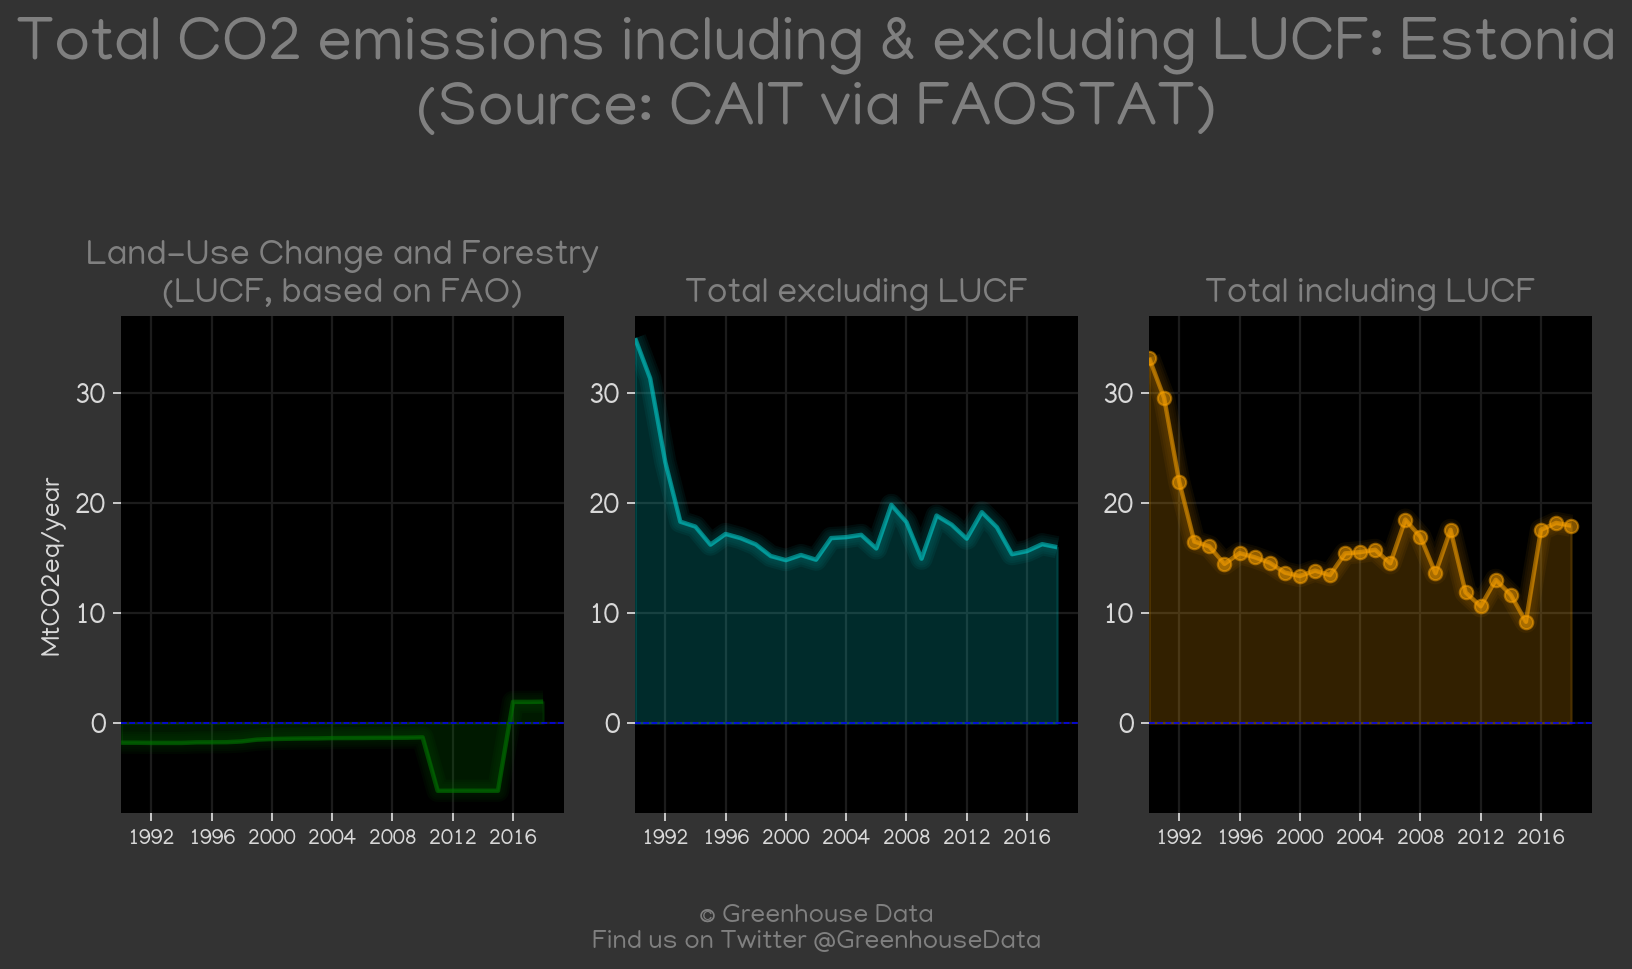 Total CO2 emissions including & excluding LUCF: Estonia
(Source: CAIT via FAOSTAT)
Land-Use Change and Forestry
(LUCF, based on FAO)
Total excluding LUCF
Total including LUCF
MtCO2eq/year
30
20
10
0
1992 1996 2000 2004 2008 2012 2016
30
20
10
0
1992 1996 2000 2004 2008 2012 2016
30
20
10
0
1992 1996 2000 2004 2008 2012 2016
© Greenhouse Data
Find us on Twitter @GreenhouseData